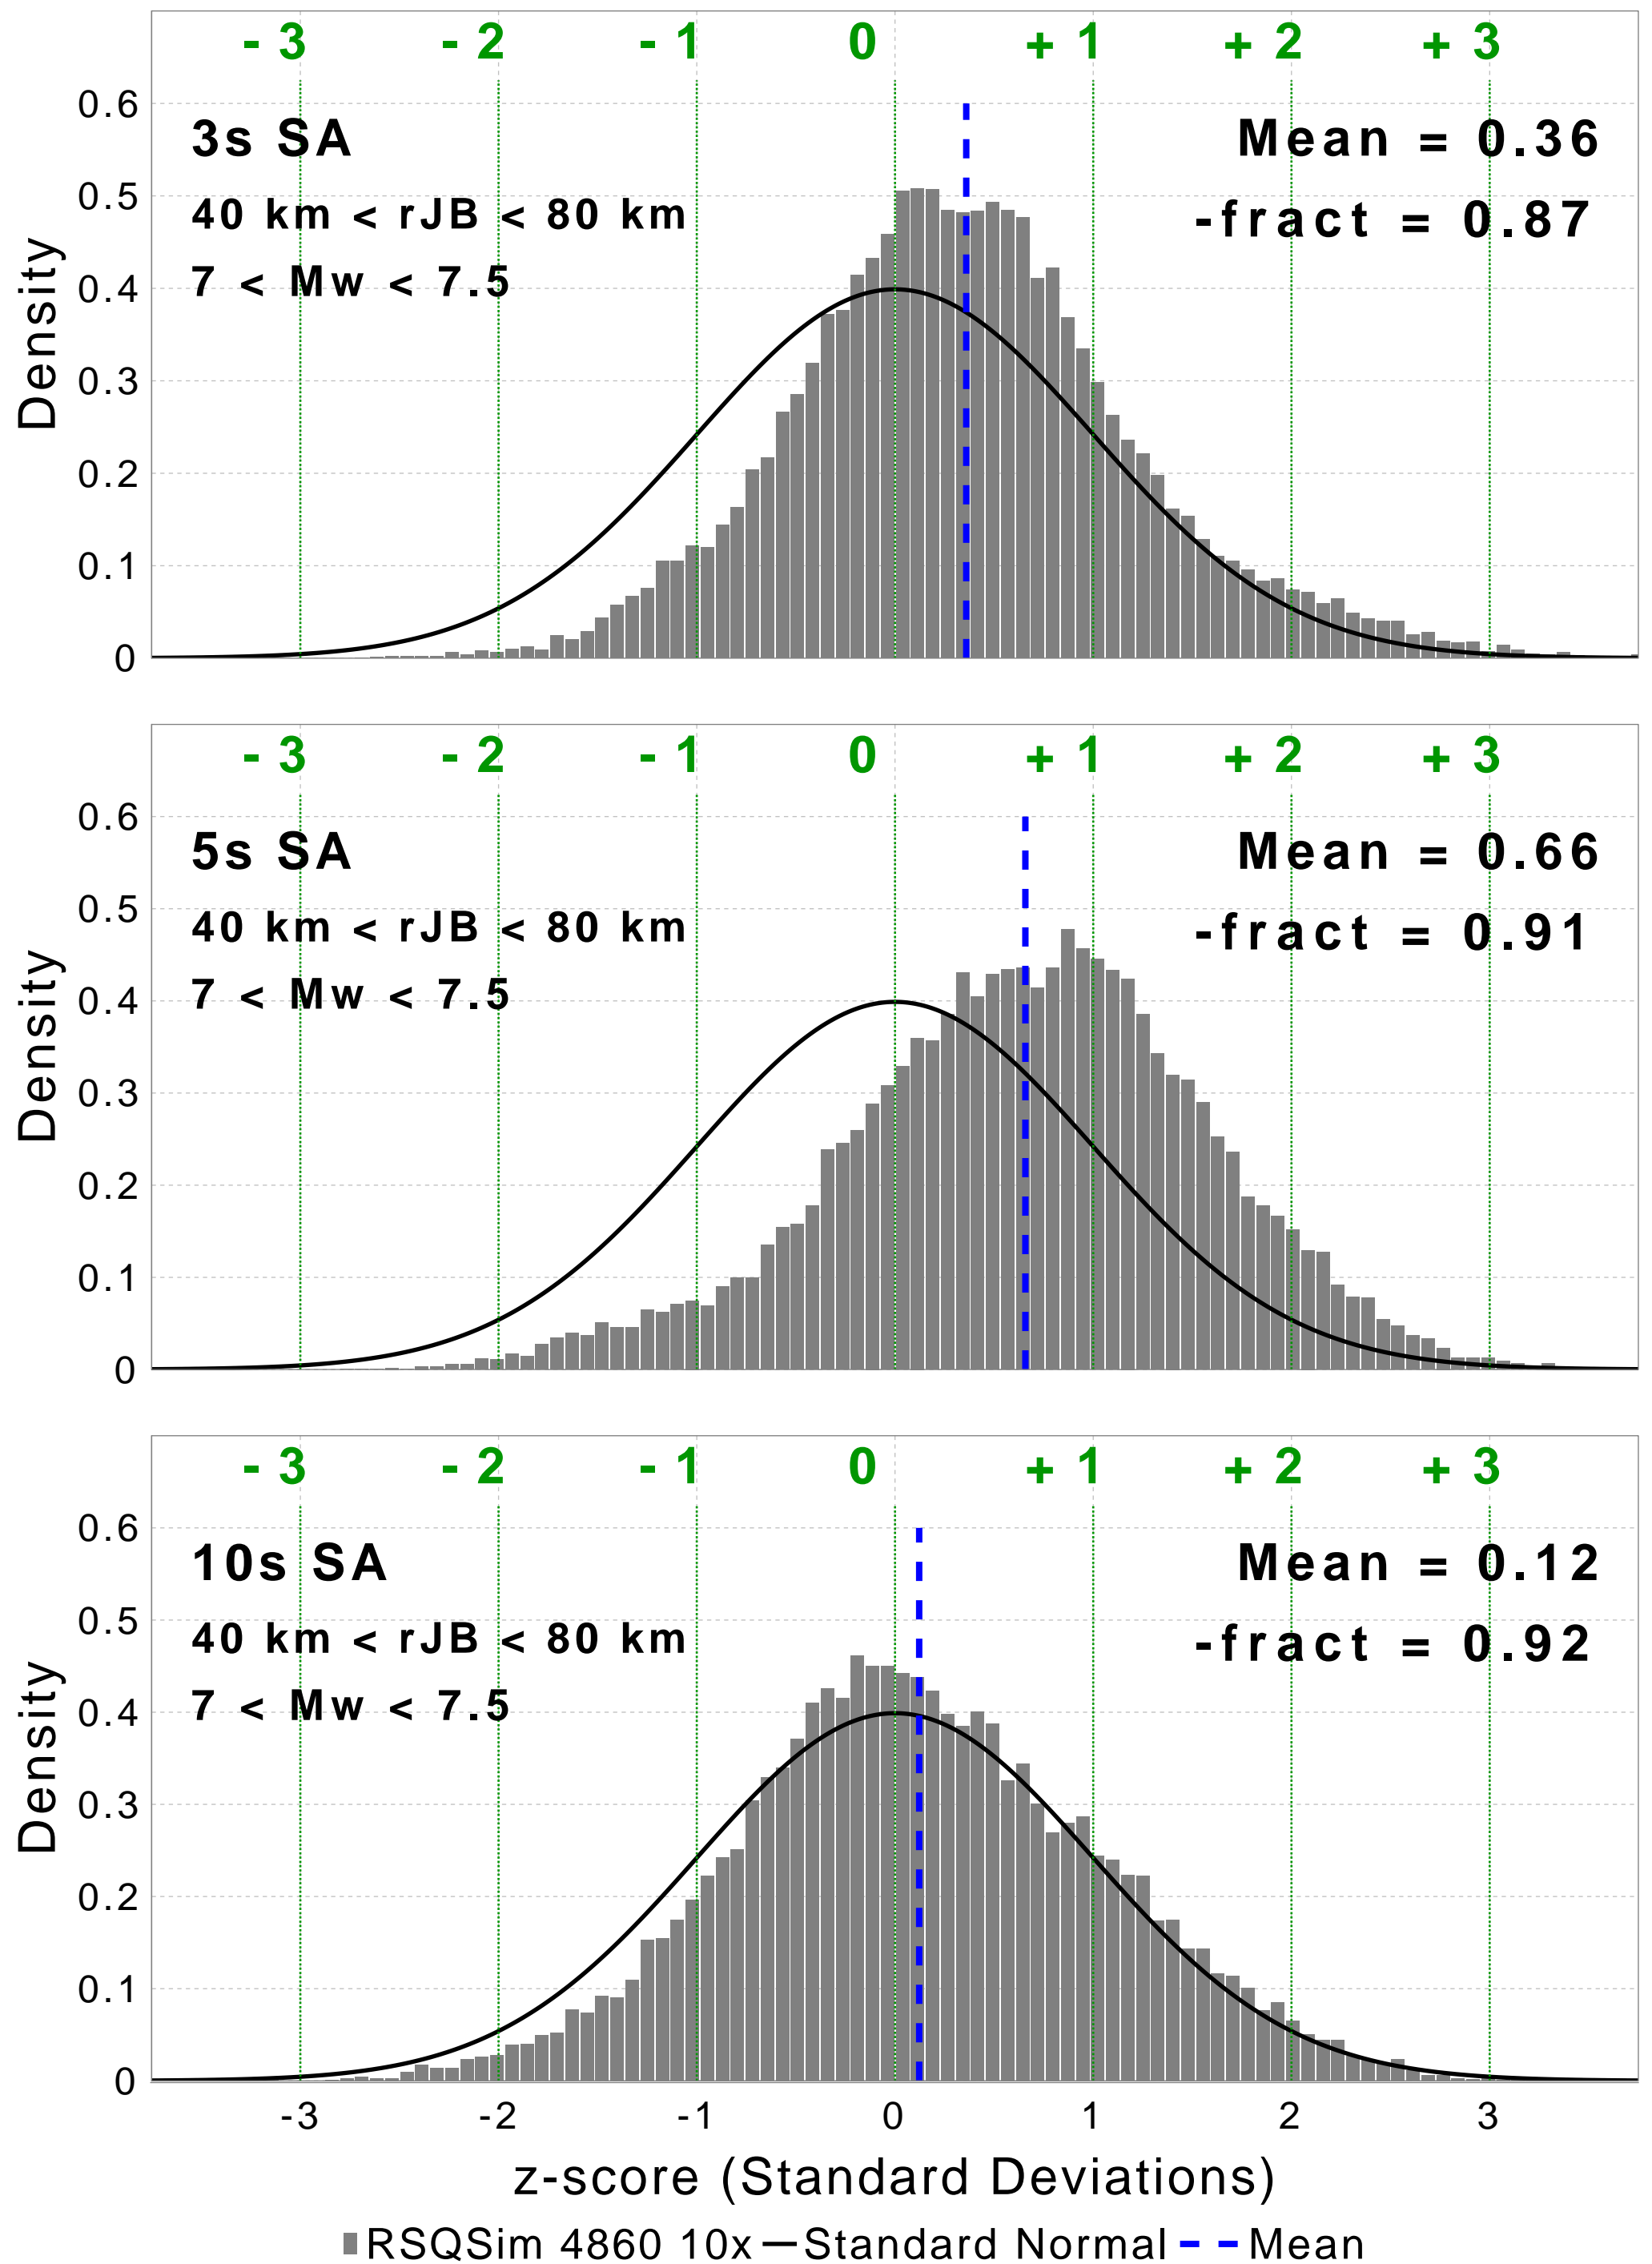 - 3 - 2 - 1 0 + 1 + 2 + 3
0.6
3s SA
Mean = 0.36
0.5
40 km < rJB < 80 km
-fract = 0.87
7 < Mw < 7.5
0.4
0.3
0.2
0.1
0
Density
- 3 - 2 - 1 0 + 1 + 2 + 3
0.6
5s SA
Mean = 0.66
0.5
40 km < rJB < 80 km
-fract = 0.91
7 < Mw < 7.5
0.4
0.3
0.2
0.1
0
Density
- 3 - 2 - 1 0 + 1 + 2 + 3
0.6
10s SA
Mean = 0.12
0.5
40 km < rJB < 80 km
-fract = 0.92
7 < Mw < 7.5
0.4
0.3
0.2
0.1
0
Density
-3 -2 -1 0 1 2 3
z-score (Standard Deviations)
RSQSim 4860 10x Standard Normal Mean